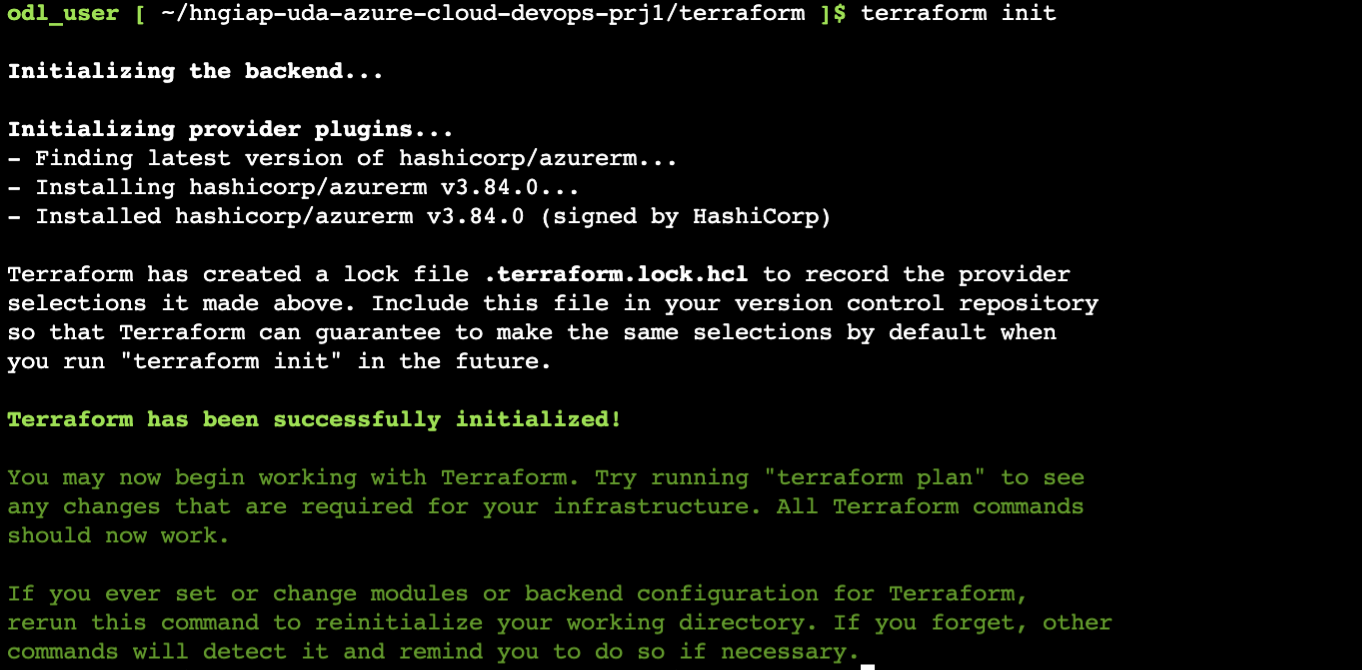 odl_user [ ~/hngiap-uda-azure-cloud-devops-prj1/terraform ]$ terraform init
Initializing the backend...
Initializing provider plugins...
- Finding latest version of hashicorp/azurerm...
- Installing hashicorp/azurerm v3.84.0...
- Installed hashicorp/azurerm v3.84.0 (signed by HashiCorp)
Terraform has created a lock file .terraform.lock.hcl to record the provider
selections it made above. Include this file in your version control repository
so that Terraform can guarantee to make the same selections by default when
you run "terraform init" in the future.
Terraform has been successfully initialized!
You may now begin working with Terraform. Try running "terraform plan" to see
any changes that are required for your infrastructure. All Terraform commands
should now work.
If you ever set or change modules or backend configuration for Terraform,
rerun this command to reinitialize your working directory. If you forget, other
commands will detect it and remind you to do so if necessary.